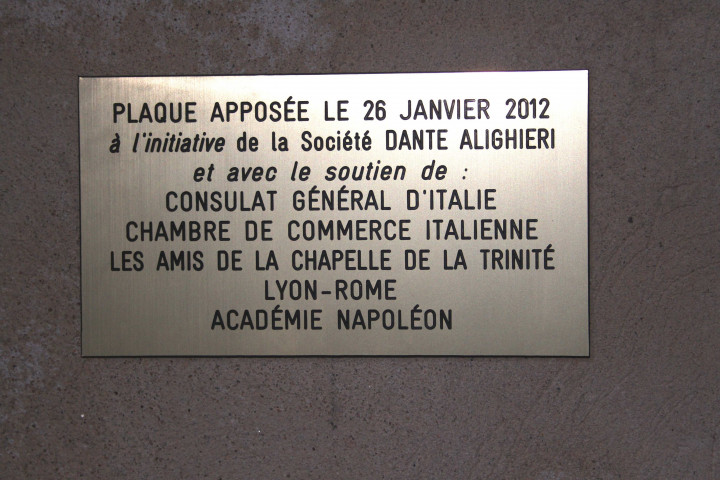 PLAQUE APPOSÉE LE 26 JANVIER 2012
à l'initiative de la Société DANTE ALIGHIERI
et avec le soutien de :
CONSULAT GÉNÉRAL D'ITALIE
CHAMBRE DE COMMERCE ITALIENNE
LES AMIS DE LA CHAPELLE DE LA TRINITÉ
LYON-ROME
ACADÉMIE NAPOLÉON